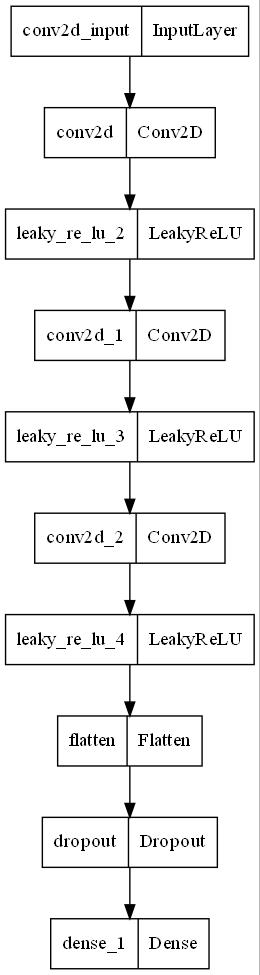 conv2d_input InputLayer
conv2d Conv2D
leaky_re_lu_2 LeakyReLU
conv2d_1 Conv2D
leaky_re_lu_3 LeakyReLU
conv2d_2 Conv2D
leaky_re_lu_4 LeakyReLU
flatten Flatten
dropout Dropout
dense_1 Dense